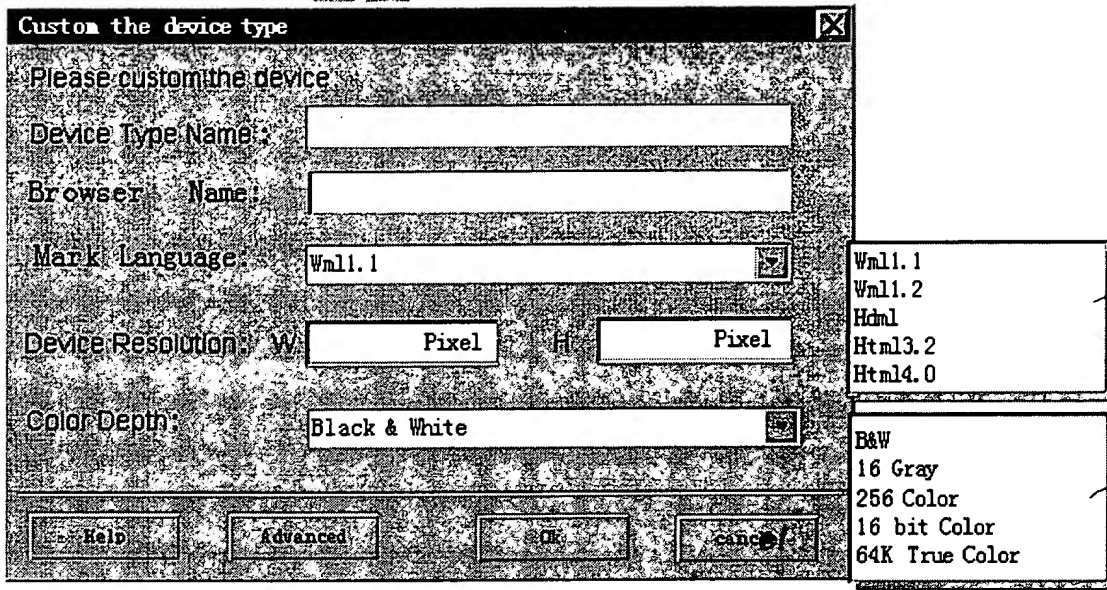 Custom the device type
Please custom the device
Device Type Name:
Browser Name:
Mark Language:
Wml1.1
Device Resolution: W
Pixel
H
Pixel
Color Depth:
Black & White
Help
Advanced
Ok
cancel
Wml1.1
Wml1.2
Hdml
Html3.2
Html4.0
B&W
16 Gray
256 Color
16 bit Color
64K True Color